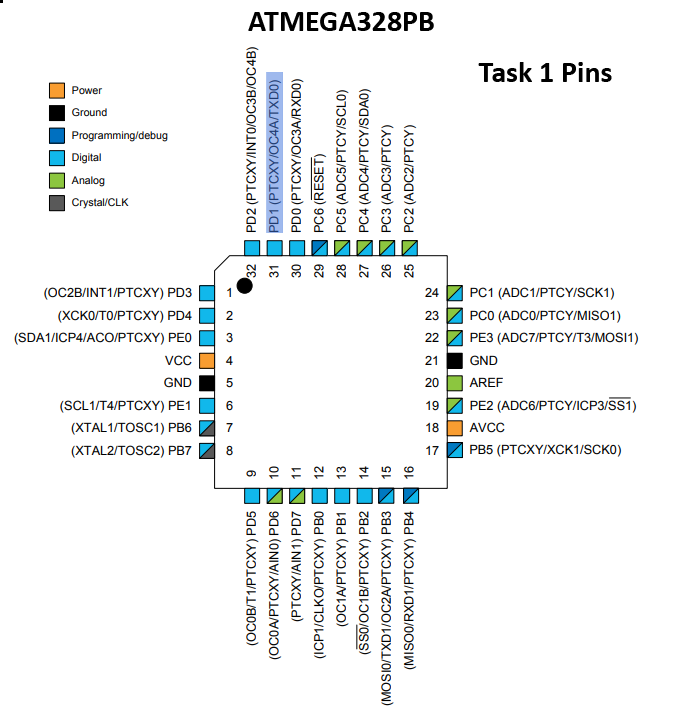 ATMEGA328PB
Task 1 Pins
Power
Ground
Programming/debug
Digital
Analog
Crystal/CLK
PD2 (PTCXY/INT0/OC3B/OC4B)
PD1 (PTCXY/OC4A/TXD0)
PD0 (PTCXY/OC3A/RXD0)
PC6 (RESET)
PC5 (ADC5/PTCY/SCL0)
PC4 (ADC4/PTCY/SDA0)
PC3 (ADC3/PTCY)
PC2 (ADC2/PTCY)
32
31
30
29
28
27
26
25
(OC2B/INT1/PTCXY) PD3 1
(XCK0/T0/PTCXY) PD4 2
(SDA1/ICP4/ACO/PTCXY) PE0 3
VCC 4
GND 5
(SCL1/T4/PTCXY) PE1 6
(XTAL1/TOSC1) PB6 7
(XTAL2/TOSC2) PB7 8
24 PC1 (ADC1/PTCY/SCK1)
23 PC0 (ADC0/PTCY/MISO1)
22 PE3 (ADC7/PTCY/T3/MOSI1)
21 GND
20 AREF
19 PE2 (ADC6/PTCY/ICP3/SS1)
18 AVCC
17 PB5 (PTCXY/XCK1/SCK0)
9
10
11
12
13
14
15
16
(OC0B/T1/PTCXY) PD5
(OC0A/PTCXY/AIN0) PD6
(PTCXY/AIN1) PD7
(ICP1/CLKO/PTCXY) PB0
(OC1A/PTCXY) PB1
(SS0/OC1B/PTCXY) PB2
(MOSI0/TXD1/OC2A/PTCXY) PB3
(MISO0/RXD1/PTCXY) PB4